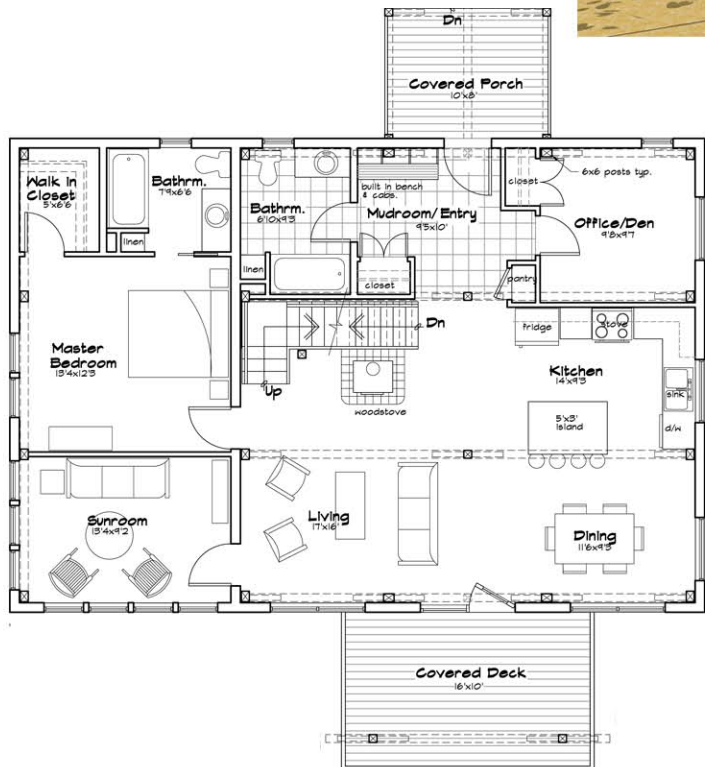 Dn
Covered Porch
10'x8'
Walk in
Closet
5'x6'6
Bathrm.
7'9x6'6
linen
Bathrm.
6'10x9'3
linen
built in bench
& cabs.
Mudroom/Entry
9'5x10'
closet
closet
6x6 posts typ.
Office/Den
9'8x9'7
pantry
Dn
Up
woodstove
Master
Bedroom
13'4x12'3
fridge
stove
Kitchen
14'x9'3
sink
5'x3'
island
d/w
Sunroom
13'4x9'2
Living
17'x16'
Dining
11'6x9'3
Covered Deck
16'x10'